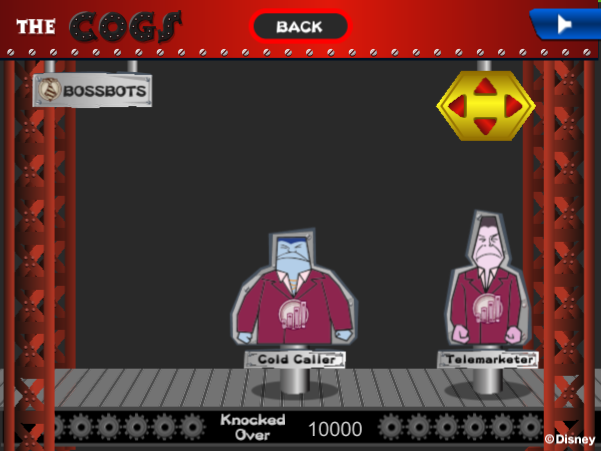 THE COGS
BACK
BOSSBOTS
Cold Caller
Telemarketer
Knocked
Over
10000
©Disney